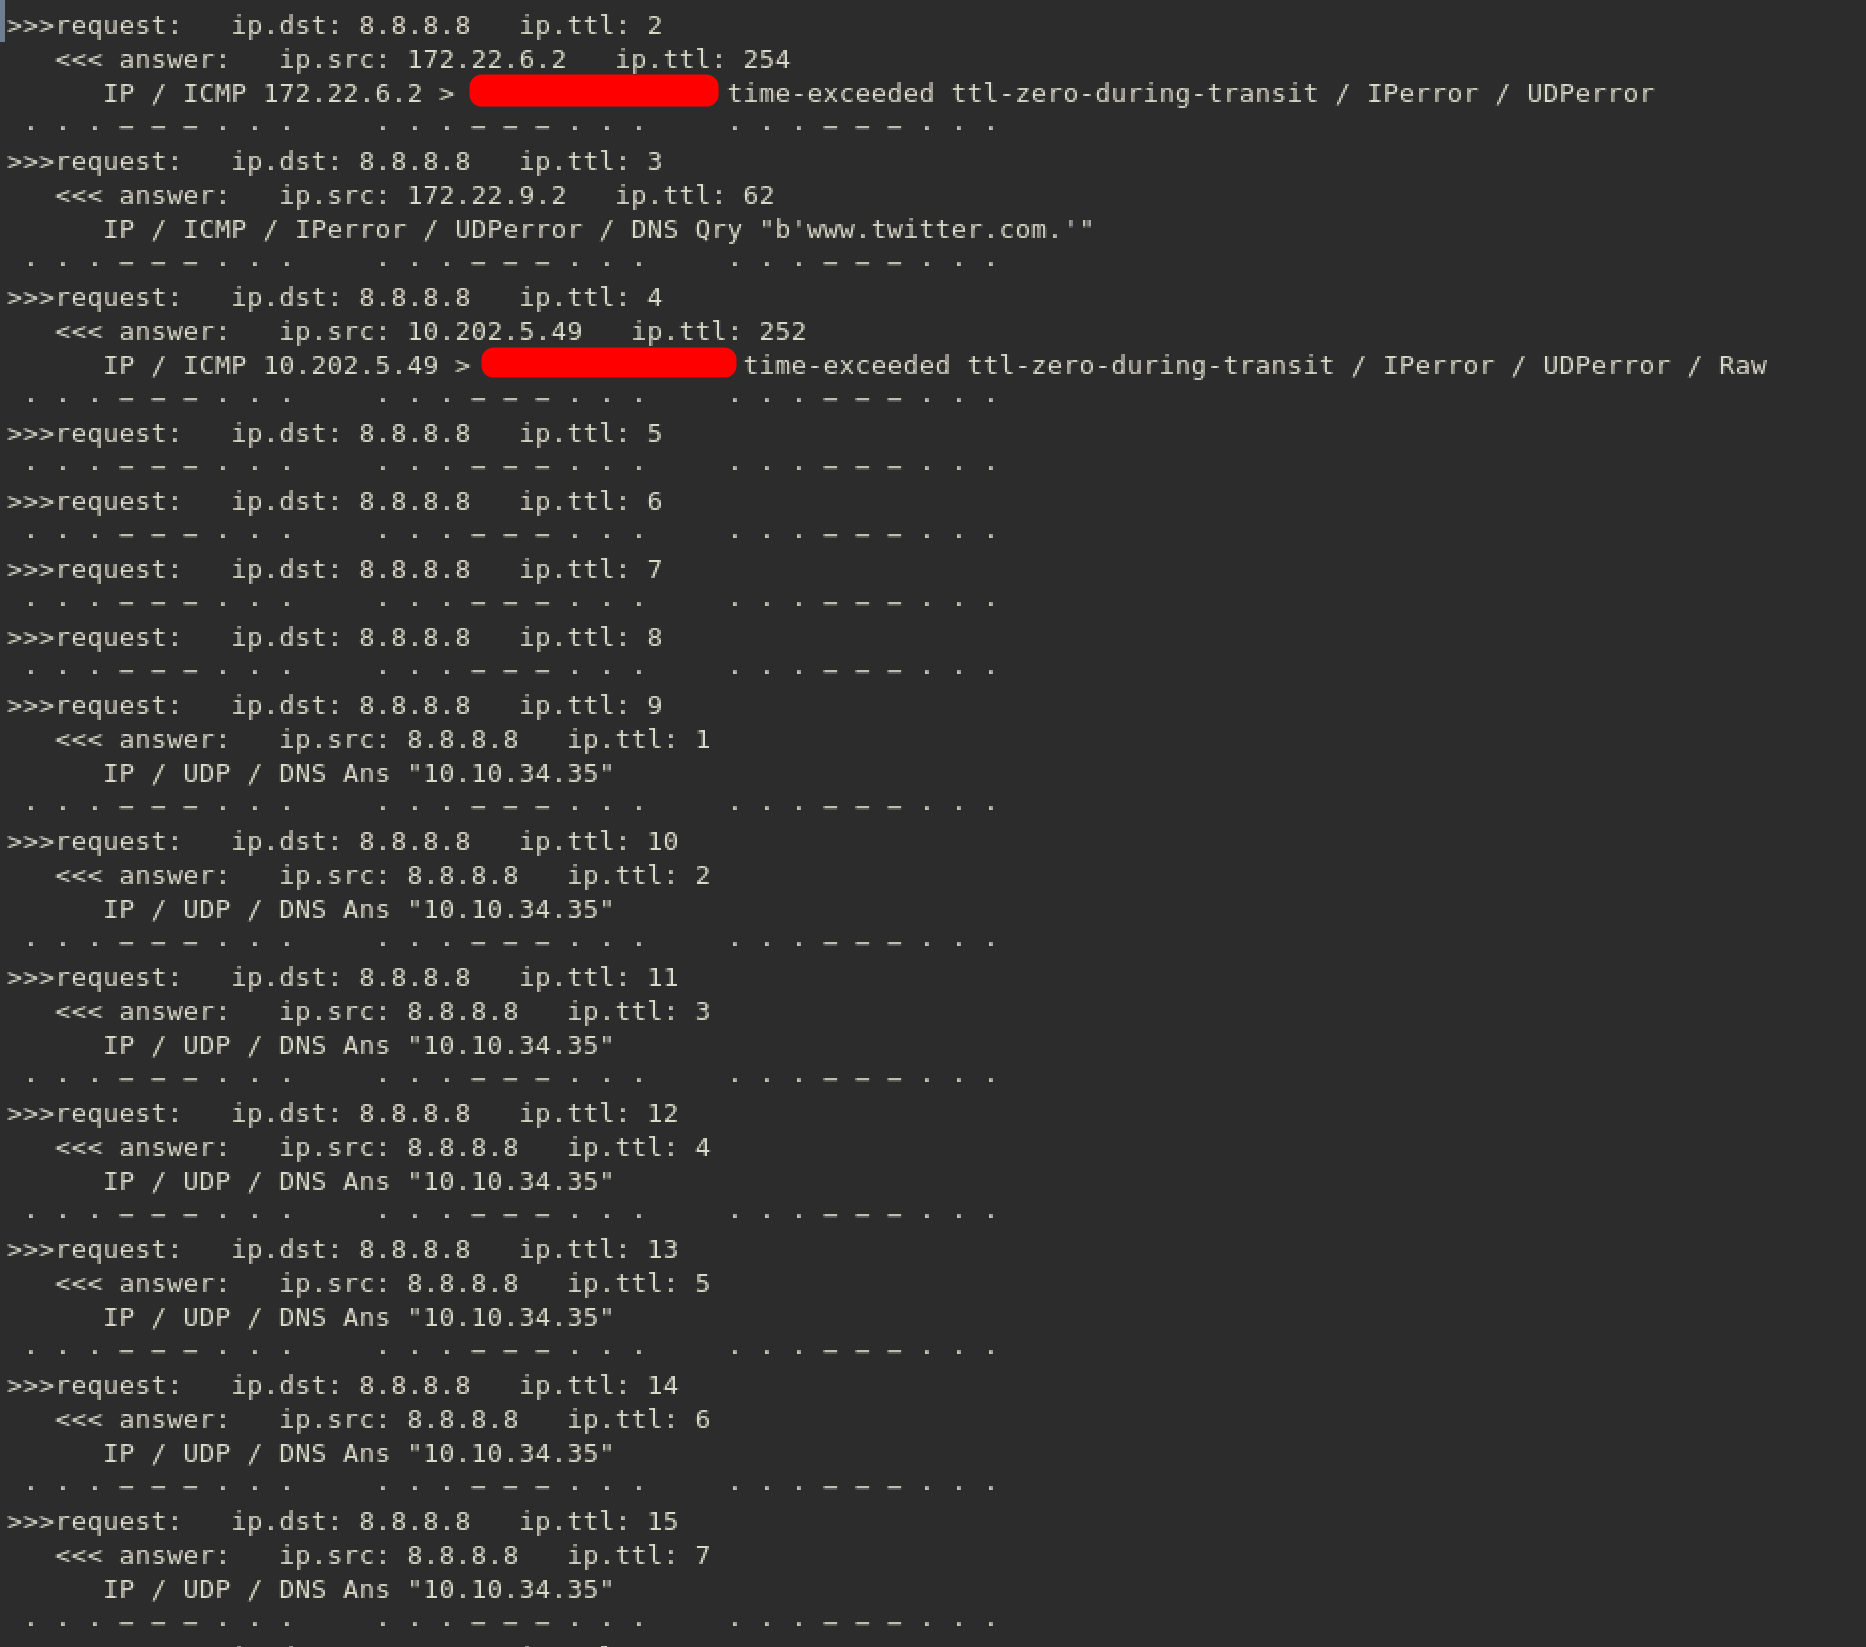 >>>request:   ip.dst: 8.8.8.8   ip.ttl: 2
   <<< answer:   ip.src: 172.22.6.2   ip.ttl: 254
      IP / ICMP 172.22.6.2 > time-exceeded ttl-zero-during-transit / IPerror / UDPerror
 . . . – – – . . .     . . . – – – . . .     . . . – – – . . .
>>>request:   ip.dst: 8.8.8.8   ip.ttl: 3
   <<< answer:   ip.src: 172.22.9.2   ip.ttl: 62
      IP / ICMP / IPerror / UDPerror / DNS Qry "b'www.twitter.com.'"
 . . . – – – . . .     . . . – – – . . .     . . . – – – . . .
>>>request:   ip.dst: 8.8.8.8   ip.ttl: 4
   <<< answer:   ip.src: 10.202.5.49   ip.ttl: 252
      IP / ICMP 10.202.5.49 > time-exceeded ttl-zero-during-transit / IPerror / UDPerror / Raw
 . . . – – – . . .     . . . – – – . . .     . . . – – – . . .
>>>request:   ip.dst: 8.8.8.8   ip.ttl: 5
 . . . – – – . . .     . . . – – – . . .     . . . – – – . . .
>>>request:   ip.dst: 8.8.8.8   ip.ttl: 6
 . . . – – – . . .     . . . – – – . . .     . . . – – – . . .
>>>request:   ip.dst: 8.8.8.8   ip.ttl: 7
 . . . – – – . . .     . . . – – – . . .     . . . – – – . . .
>>>request:   ip.dst: 8.8.8.8   ip.ttl: 8
 . . . – – – . . .     . . . – – – . . .     . . . – – – . . .
>>>request:   ip.dst: 8.8.8.8   ip.ttl: 9
   <<< answer:   ip.src: 8.8.8.8   ip.ttl: 1
      IP / UDP / DNS Ans "10.10.34.35"
 . . . – – – . . .     . . . – – – . . .     . . . – – – . . .
>>>request:   ip.dst: 8.8.8.8   ip.ttl: 10
   <<< answer:   ip.src: 8.8.8.8   ip.ttl: 2
      IP / UDP / DNS Ans "10.10.34.35"
 . . . – – – . . .     . . . – – – . . .     . . . – – – . . .
>>>request:   ip.dst: 8.8.8.8   ip.ttl: 11
   <<< answer:   ip.src: 8.8.8.8   ip.ttl: 3
      IP / UDP / DNS Ans "10.10.34.35"
 . . . – – – . . .     . . . – – – . . .     . . . – – – . . .
>>>request:   ip.dst: 8.8.8.8   ip.ttl: 12
   <<< answer:   ip.src: 8.8.8.8   ip.ttl: 4
      IP / UDP / DNS Ans "10.10.34.35"
 . . . – – – . . .     . . . – – – . . .     . . . – – – . . .
>>>request:   ip.dst: 8.8.8.8   ip.ttl: 13
   <<< answer:   ip.src: 8.8.8.8   ip.ttl: 5
      IP / UDP / DNS Ans "10.10.34.35"
 . . . – – – . . .     . . . – – – . . .     . . . – – – . . .
>>>request:   ip.dst: 8.8.8.8   ip.ttl: 14
   <<< answer:   ip.src: 8.8.8.8   ip.ttl: 6
      IP / UDP / DNS Ans "10.10.34.35"
 . . . – – – . . .     . . . – – – . . .     . . . – – – . . .
>>>request:   ip.dst: 8.8.8.8   ip.ttl: 15
   <<< answer:   ip.src: 8.8.8.8   ip.ttl: 7
      IP / UDP / DNS Ans "10.10.34.35"
 . . . – – – . . .     . . . – – – . . .     . . . – – – . . .